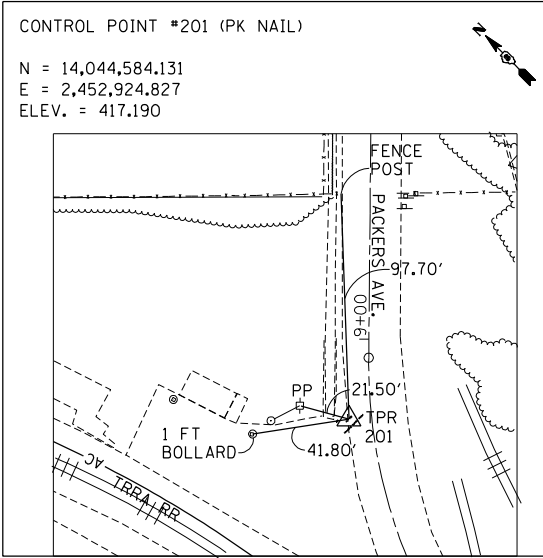 CONTROL POINT #201 (PK NAIL)
N
N = 14,044,584.131
E = 2,452,924.827
ELEV. = 417.190
FENCE
POST
PACKERS AVE.
97.70'
9+00
PP
21.50'
TPR
201
1 FT
BOLLARD
41.80'
AC
TRRA RR